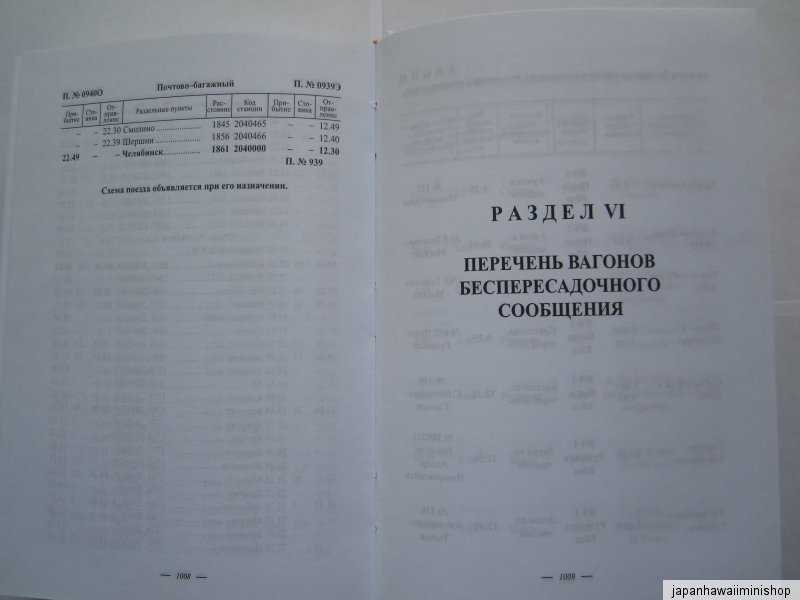 П. № 0940О Почтово-багажный П. № 0939Э
При-бытие Сто-янка От-прав-ление Раздельные пункты Рас-стояние Код станции При-бытие Сто-янка От-прав-ление
– – 22.30 Смолино 1845 2040465 – – 12.49
– – 22.39 Шершни 1856 2040466 – – 12.40
22.49 – – Челябинск 1861 2040000 – – 12.30
П. № 939
Схема поезда объявляется при его назначении.
— 1008 —
РАЗДЕЛ VI
ПЕРЕЧЕНЬ ВАГОНОВ
БЕСПЕРЕСАДОЧНОГО
СООБЩЕНИЯ
— 1009 —
japanhawaiiminishop